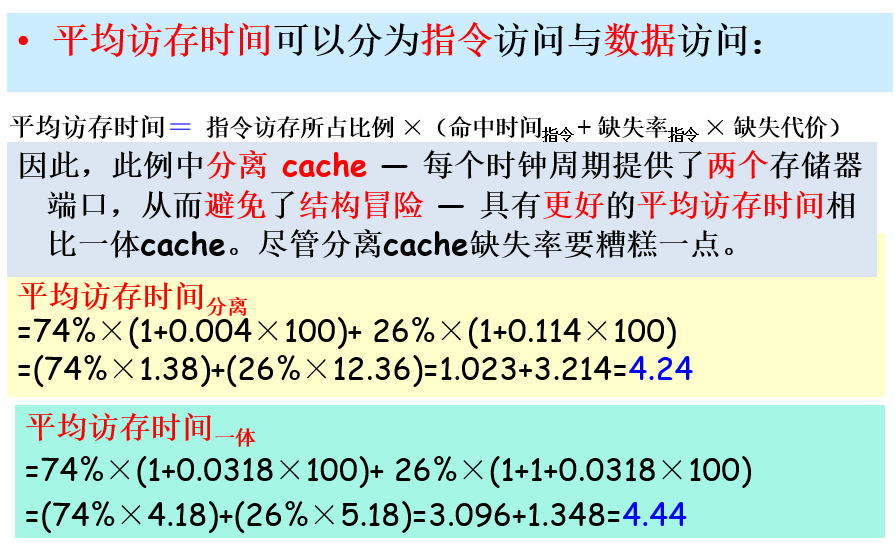 • 平均访存时间可以分为指令访问与数据访问：
平均访存时间= 指令访存所占比例 ×（命中时间指令+ 缺失率指令 × 缺失代价）
因此，此例中分离 cache — 每个时钟周期提供了两个存储器
端口，从而避免了结构冒险 — 具有更好的平均访存时间相
比一体cache。尽管分离cache缺失率要糟糕一点。
平均访存时间分离
=74%×(1+0.004×100)+ 26%×(1+0.114×100)
=(74%×1.38)+(26%×12.36)=1.023+3.214=4.24
平均访存时间一体
=74%×(1+0.0318×100)+ 26%×(1+1+0.0318×100)
=(74%×4.18)+(26%×5.18)=3.096+1.348=4.44